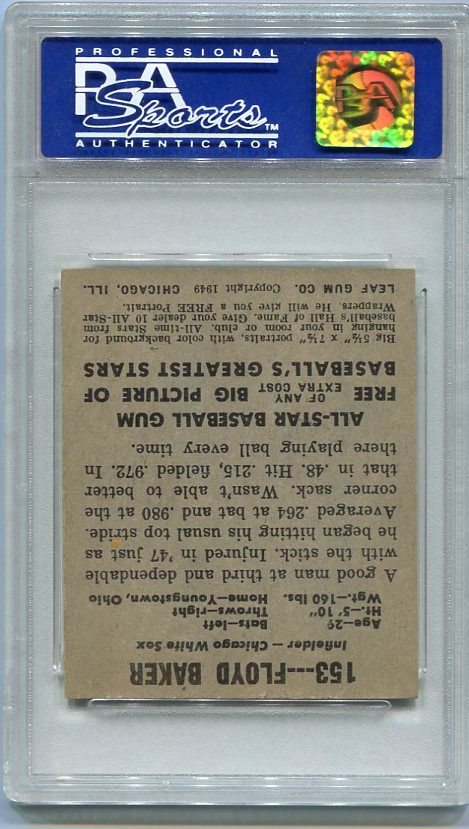 PROFESSIONAL
PSA
Sports™
AUTHENTICATOR
PSA
153---FLOYD BAKER
Infielder — Chicago White Sox
Age—29 Bats—left
Ht.—5' 10" Throws—right
Wgt—160 lbs. Home—Youngstown, Ohio,
A good man at third and dependable
with the stick. Injured in '47 just as
he began hitting his usual top stride.
Averaged .264 at bat and .980 at the
corner sack. Wasn't able to better
that in .48. Hit .215, fielded, .972. In
there playing ball every time.
ALL-STAR BASEBALL GUM
FREE OF ANY EXTRA COST BIG PICTURE OF
BASEBALL'S GREATEST STARS
Big 5½" x 7½" portraits, with color background for
hanging in your room or club. All-time Stars from
baseball's Hall of Fame. Give your dealer 10 All-Star
Wrappers. He will give you a FREE Portrait.
LEAF GUM CO. Copyright 1949 CHICAGO, ILL.